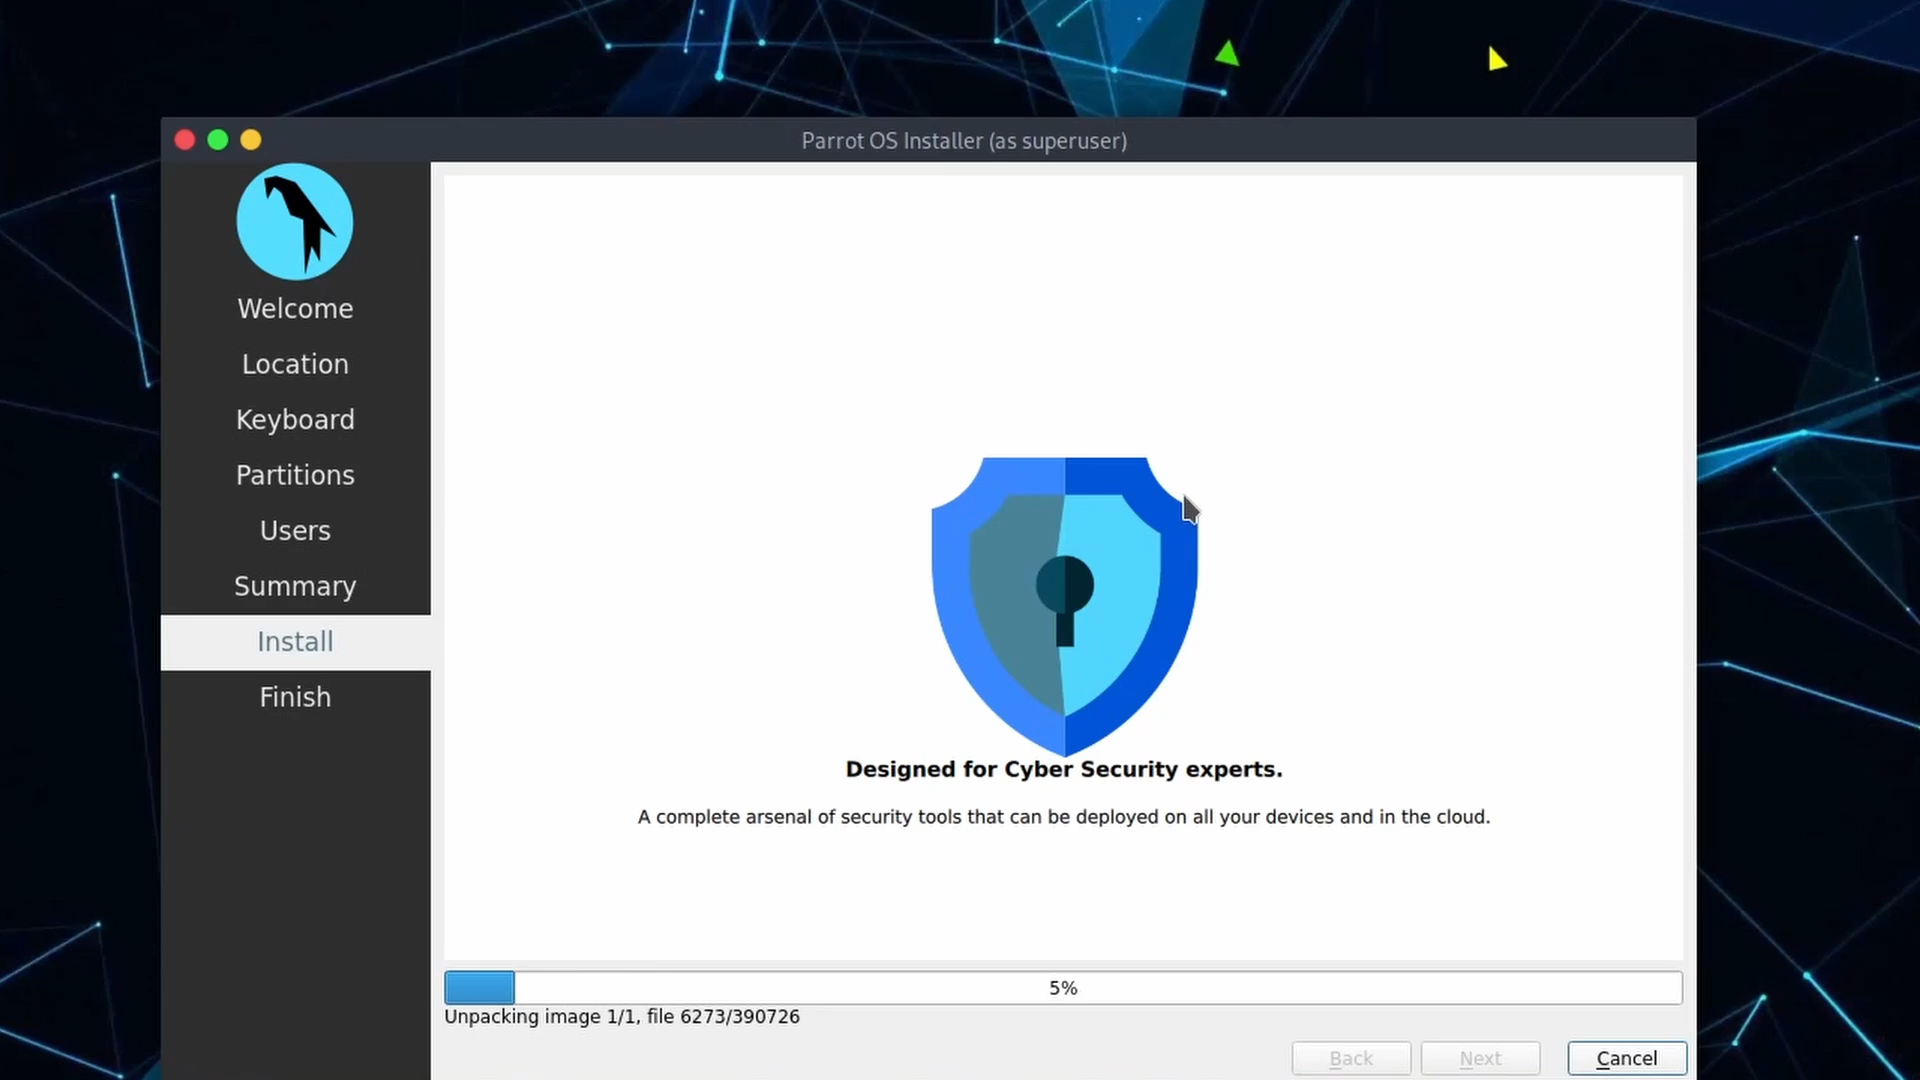 Parrot OS Installer (as superuser)
Welcome
Location
Keyboard
Partitions
Users
Summary
Install
Finish
Designed for Cyber Security experts.
A complete arsenal of security tools that can be deployed on all your devices and in the cloud.
5%
Unpacking image 1/1, file 6273/390726
Back
Next
Cancel